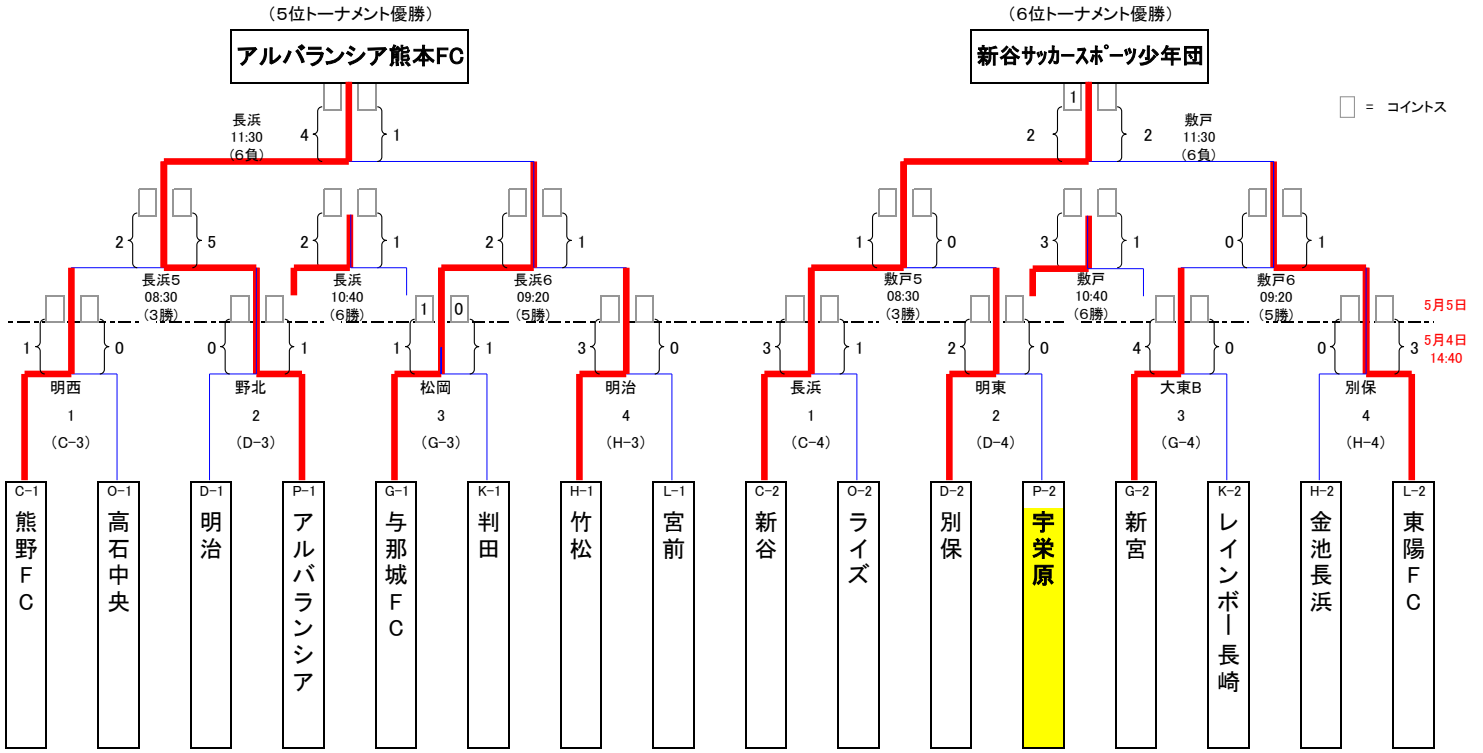 (5位トーナメント優勝)
(6位トーナメント優勝)
アルバランシア熊本FC
新谷サッカースポーツ少年団
1
= コイントス
長浜
11:30
(6負)
4
1
2
2
敷戸
11:30
(6負)
2
5
2
1
2
1
1
0
3
1
0
1
長浜5
08:30
(3勝)
長浜
10:40
(6勝)
長浜6
09:20
(5勝)
敷戸5
08:30
(3勝)
敷戸
10:40
(6勝)
敷戸6
09:20
(5勝)
1
0
5月5日
5月4日
14:40
1
0
0
1
1
1
3
0
3
1
2
0
4
0
0
3
明西
1
(C-3)
野北
2
(D-3)
松岡
3
(G-3)
明治
4
(H-3)
長浜
1
(C-4)
明東
2
(D-4)
大東B
3
(G-4)
別保
4
(H-4)
C-1
熊野FC
O-1
高石中央
D-1
明治
P-1
アルバランシア
G-1
与那城FC
K-1
判田
H-1
竹松
L-1
宮前
C-2
新谷
O-2
ライズ
D-2
別保
P-2
宇栄原
G-2
新宮
K-2
レインボー長崎
H-2
金池長浜
L-2
東陽FC